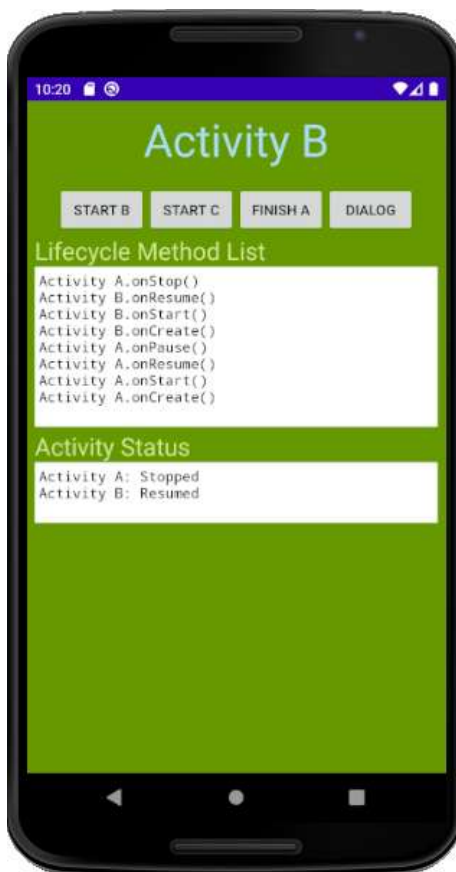 10:20
Activity B
START B START C FINISH A DIALOG
Lifecycle Method List
Activity A.onStop()
Activity B.onResume()
Activity B.onStart()
Activity B.onCreate()
Activity A.onPause()
Activity A.onResume()
Activity A.onStart()
Activity A.onCreate()
Activity Status
Activity A: Stopped
Activity B: Resumed